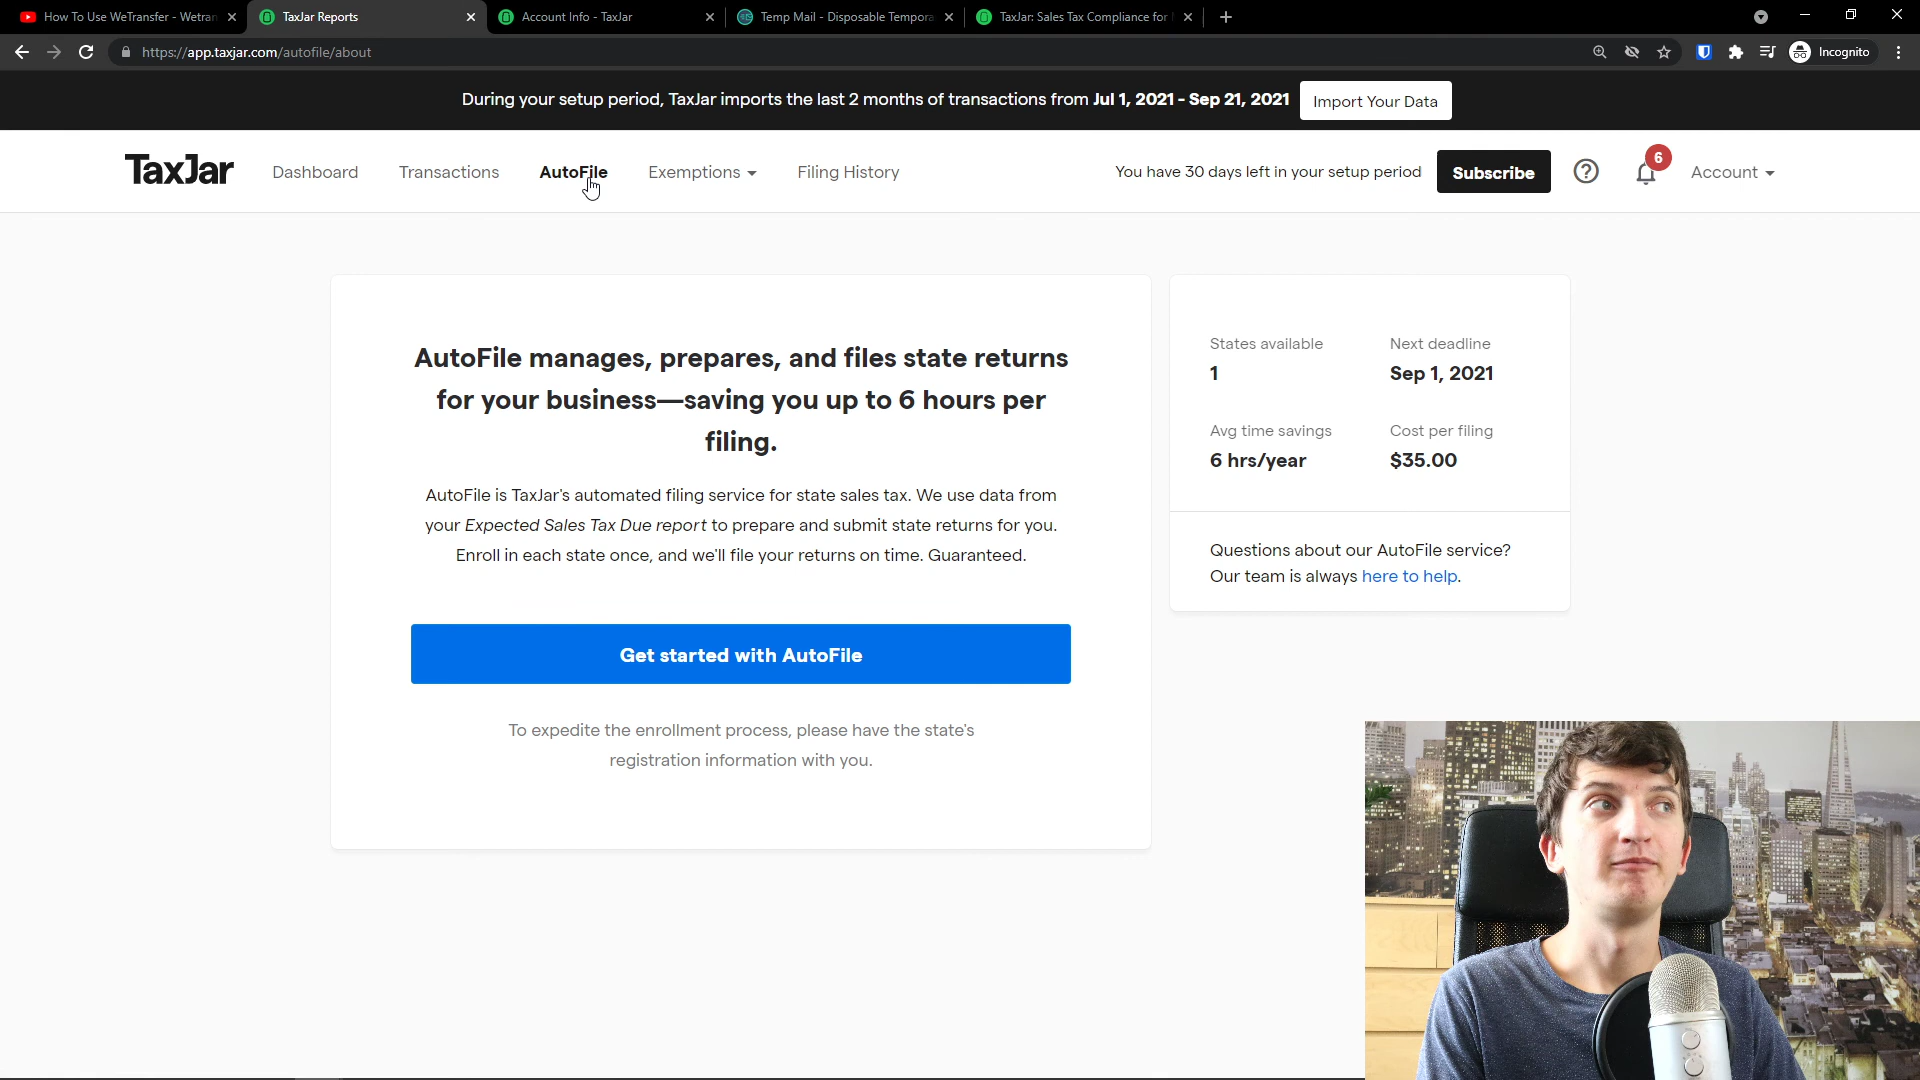 How To Use WeTransfer - Wetran
TaxJar Reports
Account Info - TaxJar
Temp Mail - Disposable Tempora
TaxJar: Sales Tax Compliance for
https://app.taxjar.com/autofile/about
Incognito
During your setup period, TaxJar imports the last 2 months of transactions from Jul 1, 2021 - Sep 21, 2021
Import Your Data
TaxJar
Dashboard
Transactions
AutoFile
Exemptions
Filing History
You have 30 days left in your setup period
Subscribe
6
Account
AutoFile manages, prepares, and files state returns
for your business—saving you up to 6 hours per
filing.
AutoFile is TaxJar's automated filing service for state sales tax. We use data from
your Expected Sales Tax Due report to prepare and submit state returns for you.
Enroll in each state once, and we'll file your returns on time. Guaranteed.
Get started with AutoFile
To expedite the enrollment process, please have the state's
registration information with you.
States available
1
Next deadline
Sep 1, 2021
Avg time savings
6 hrs/year
Cost per filing
$35.00
Questions about our AutoFile service?
Our team is always here to help.